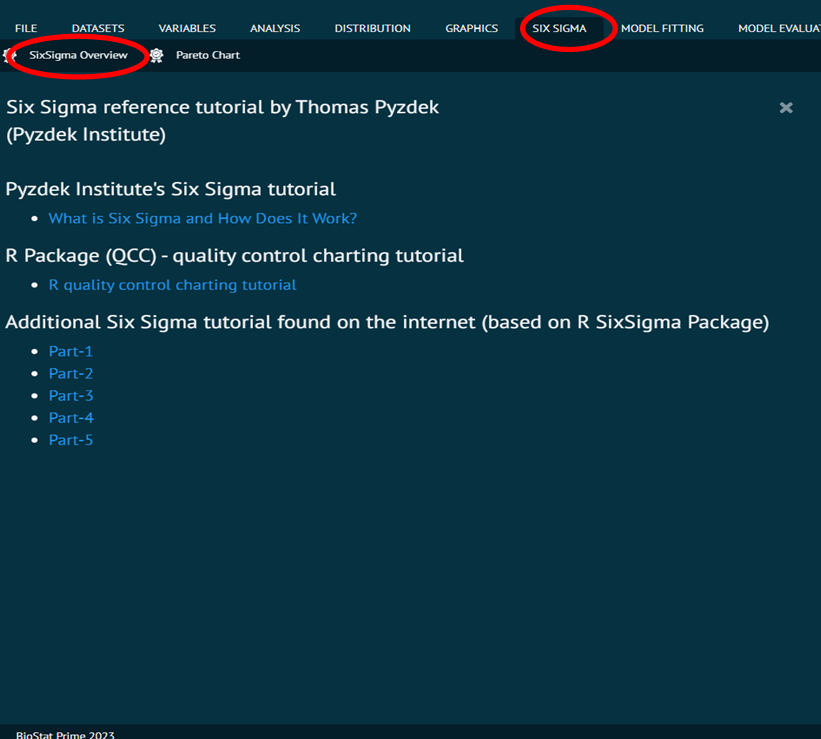 FILE DATASETS VARIABLES ANALYSIS DISTRIBUTION GRAPHICS SIX SIGMA MODEL FITTING MODEL EVALUAT
SixSigma Overview Pareto Chart
Six Sigma reference tutorial by Thomas Pyzdek
(Pyzdek Institute)
Pyzdek Institute's Six Sigma tutorial
What is Six Sigma and How Does It Work?
R Package (QCC) - quality control charting tutorial
R quality control charting tutorial
Additional Six Sigma tutorial found on the internet (based on R SixSigma Package)
Part-1
Part-2
Part-3
Part-4
Part-5
BioStat Prime 2023